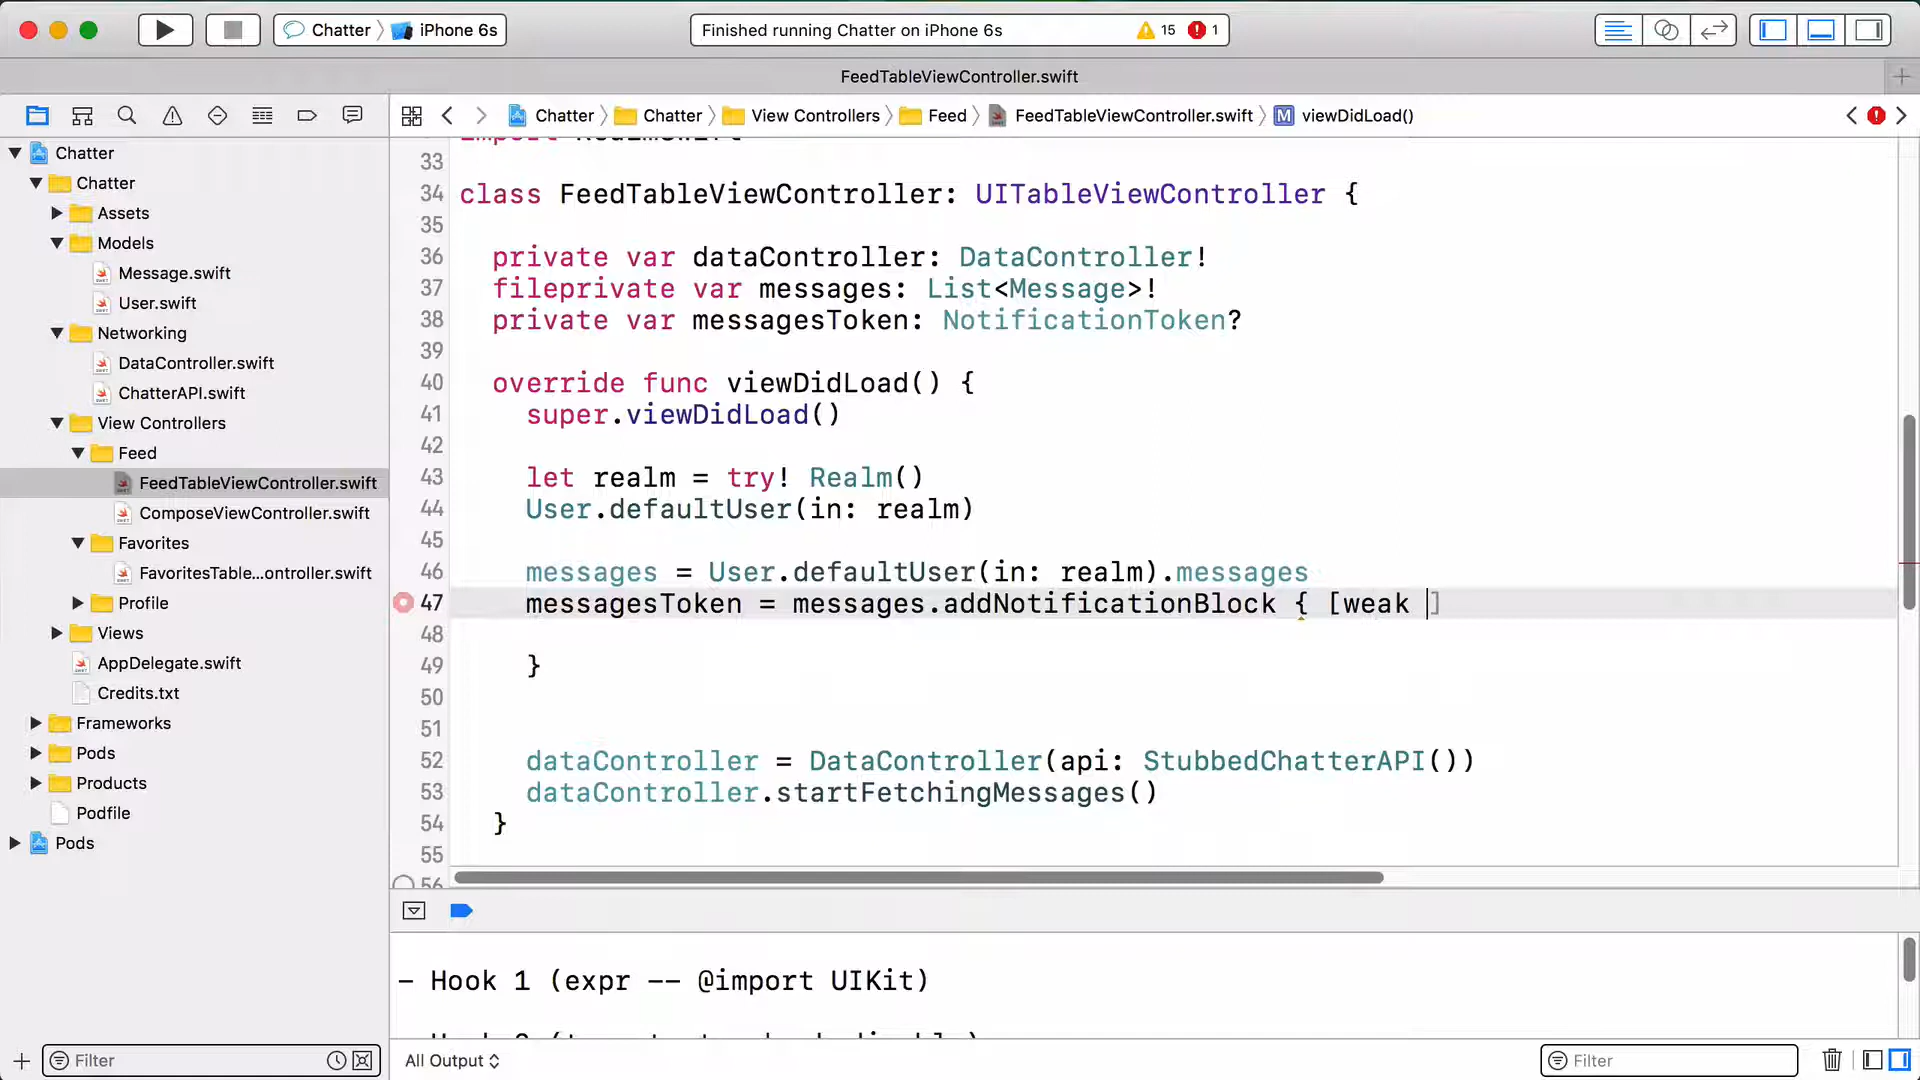 Chatter
iPhone 6s
Finished running Chatter on iPhone 6s
15
1
FeedTableViewController.swift
Chatter
Chatter
View Controllers
Feed
FeedTableViewController.swift
M
viewDidLoad()
Chatter
Chatter
Assets
Models
Message.swift
User.swift
Networking
DataController.swift
ChatterAPI.swift
View Controllers
Feed
FeedTableViewController.swift
ComposeViewController.swift
Favorites
FavoritesTable...ontroller.swift
Profile
Views
AppDelegate.swift
Credits.txt
Frameworks
Pods
Products
Podfile
Pods
Filter
import RealmSwift
33
34 class FeedTableViewController: UITableViewController {
35
36 private var dataController: DataController!
37 fileprivate var messages: List<Message>!
38 private var messagesToken: NotificationToken?
39
40 override func viewDidLoad() {
41 super.viewDidLoad()
42
43 let realm = try! Realm()
44 User.defaultUser(in: realm)
45
46 messages = User.defaultUser(in: realm).messages
47 messagesToken = messages.addNotificationBlock { [weak ]
48
49 }
50
51
52 dataController = DataController(api: StubbedChatterAPI())
53 dataController.startFetchingMessages()
54 }
55
56
- Hook 1 (expr -- @import UIKit)
All Output
Filter